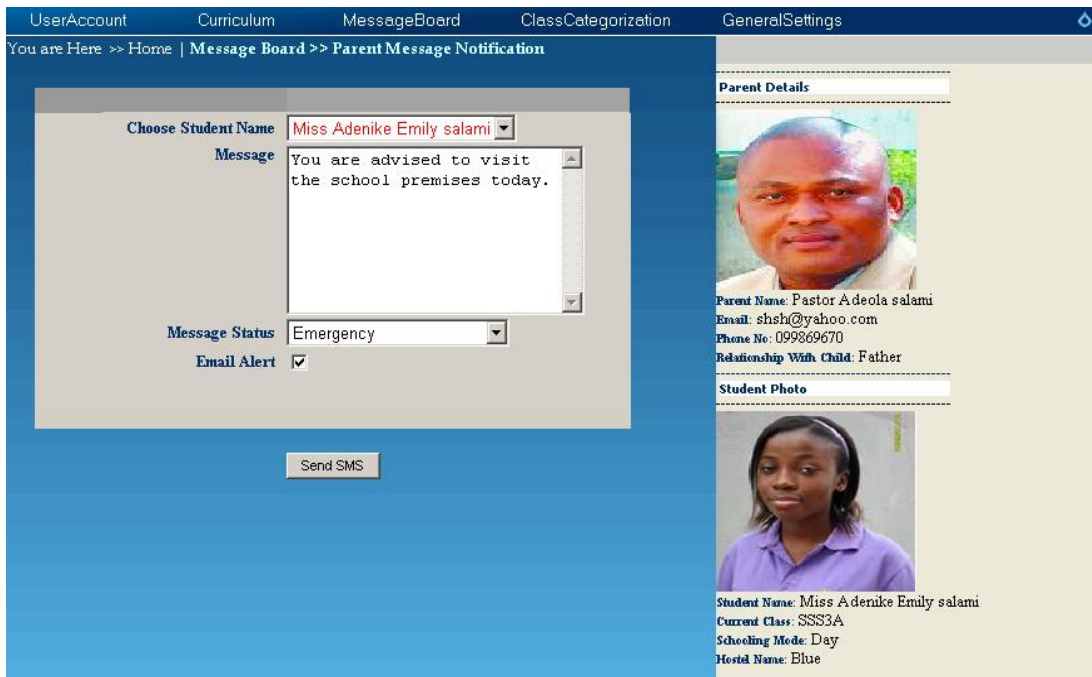 UserAccount Curriculum MessageBoard ClassCategorization GeneralSettings
You are Here >> Home | Message Board >> Parent Message Notification
Choose Student Name Miss Adenike Emily salami
Message You are advised to visit
the school premises today.
Message Status Emergency
Email Alert
Send SMS
Parent Details
Parent Name: Pastor Adeola salami
Email: shsh@yahoo.com
Phone No: 099869670
Relationship With Child: Father
Student Photo
Student Name: Miss Adenike Emily salami
Current Class: SSS3A
Schooling Mode: Day
Hostel Name: Blue